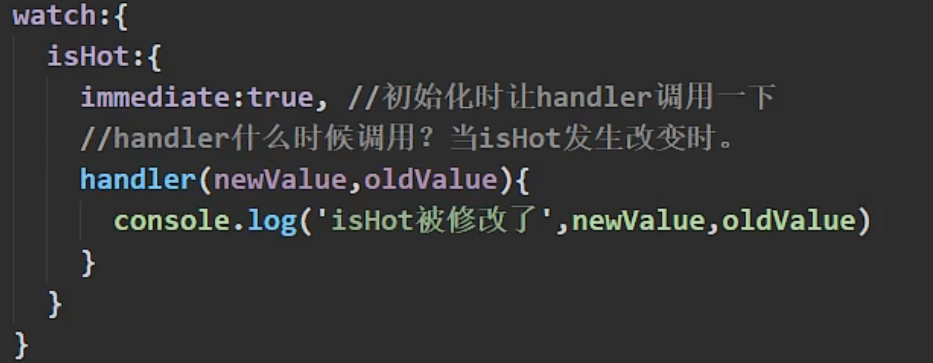 watch:{
isHot:{
immediate:true, //初始化时让handler调用一下
//handler什么时候调用？当isHot发生改变时。
handler(newValue,oldValue){
console.log('isHot被修改了',newValue,oldValue)
}
}
}